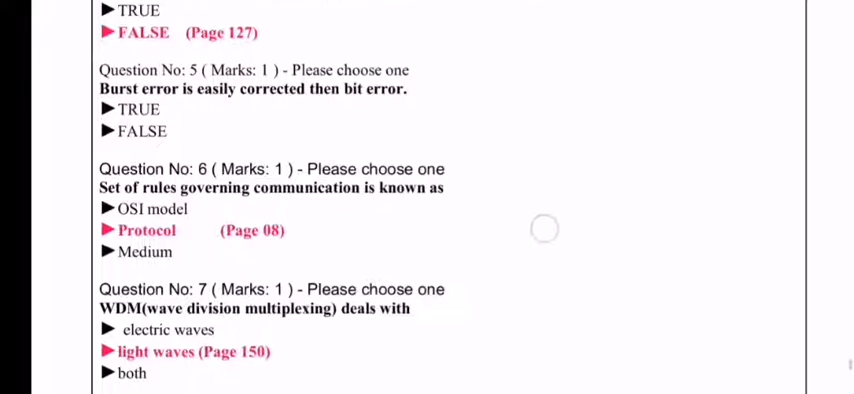 ►TRUE
►FALSE (Page 127)
Question No: 5 ( Marks: 1 ) - Please choose one
Burst error is easily corrected then bit error.
►TRUE
►FALSE
Question No: 6 ( Marks: 1 ) - Please choose one
Set of rules governing communication is known as
►OSI model
►Protocol (Page 08)
►Medium
Question No: 7 ( Marks: 1 ) - Please choose one
WDM(wave division multiplexing) deals with
► electric waves
►light waves (Page 150)
►both